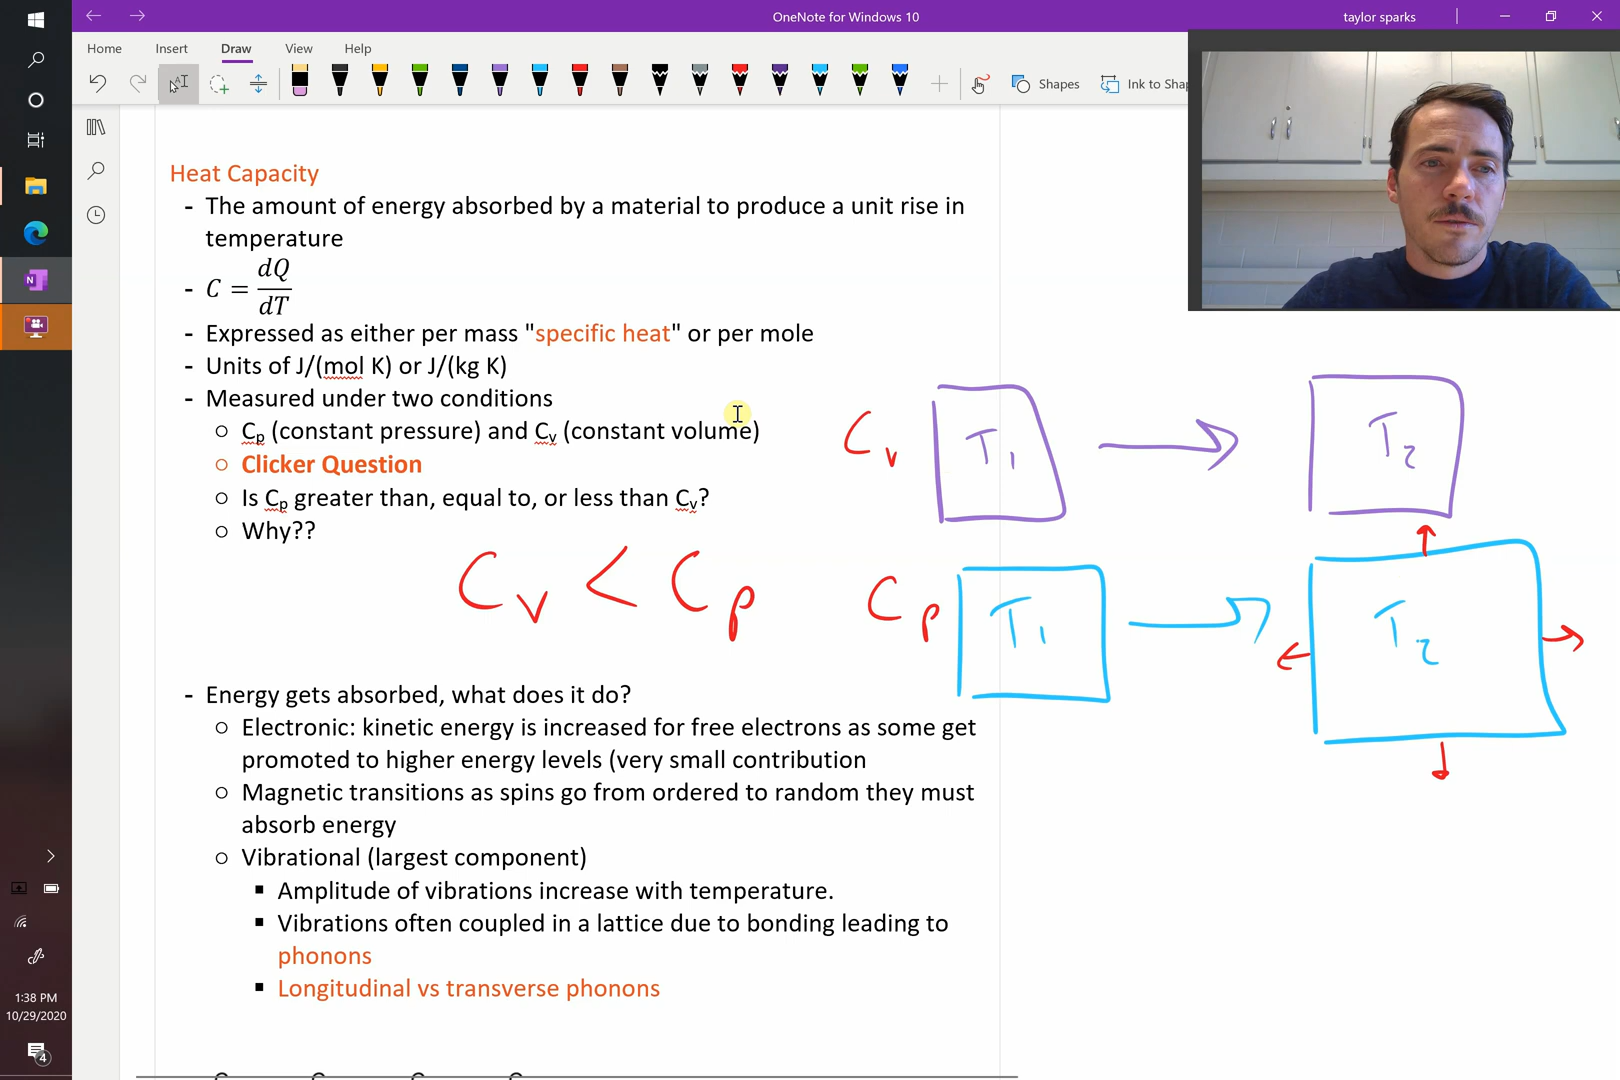 OneNote for Windows 10
taylor sparks
Home Insert Draw View Help
Shapes
Ink to Shap
Heat Capacity
- The amount of energy absorbed by a material to produce a unit rise in
temperature
- C = dQ/dT
- Expressed as either per mass "specific heat" or per mole
- Units of J/(mol K) or J/(kg K)
- Measured under two conditions
○ Cp (constant pressure) and Cv (constant volume)
○ Clicker Question
○ Is Cp greater than, equal to, or less than Cv?
○ Why??
Cv < Cp
Cv T1 T2
Cp T1 T2
- Energy gets absorbed, what does it do?
○ Electronic: kinetic energy is increased for free electrons as some get
promoted to higher energy levels (very small contribution
○ Magnetic transitions as spins go from ordered to random they must
absorb energy
○ Vibrational (largest component)
▪ Amplitude of vibrations increase with temperature.
▪ Vibrations often coupled in a lattice due to bonding leading to
phonons
▪ Longitudinal vs transverse phonons
1:38 PM
10/29/2020
4